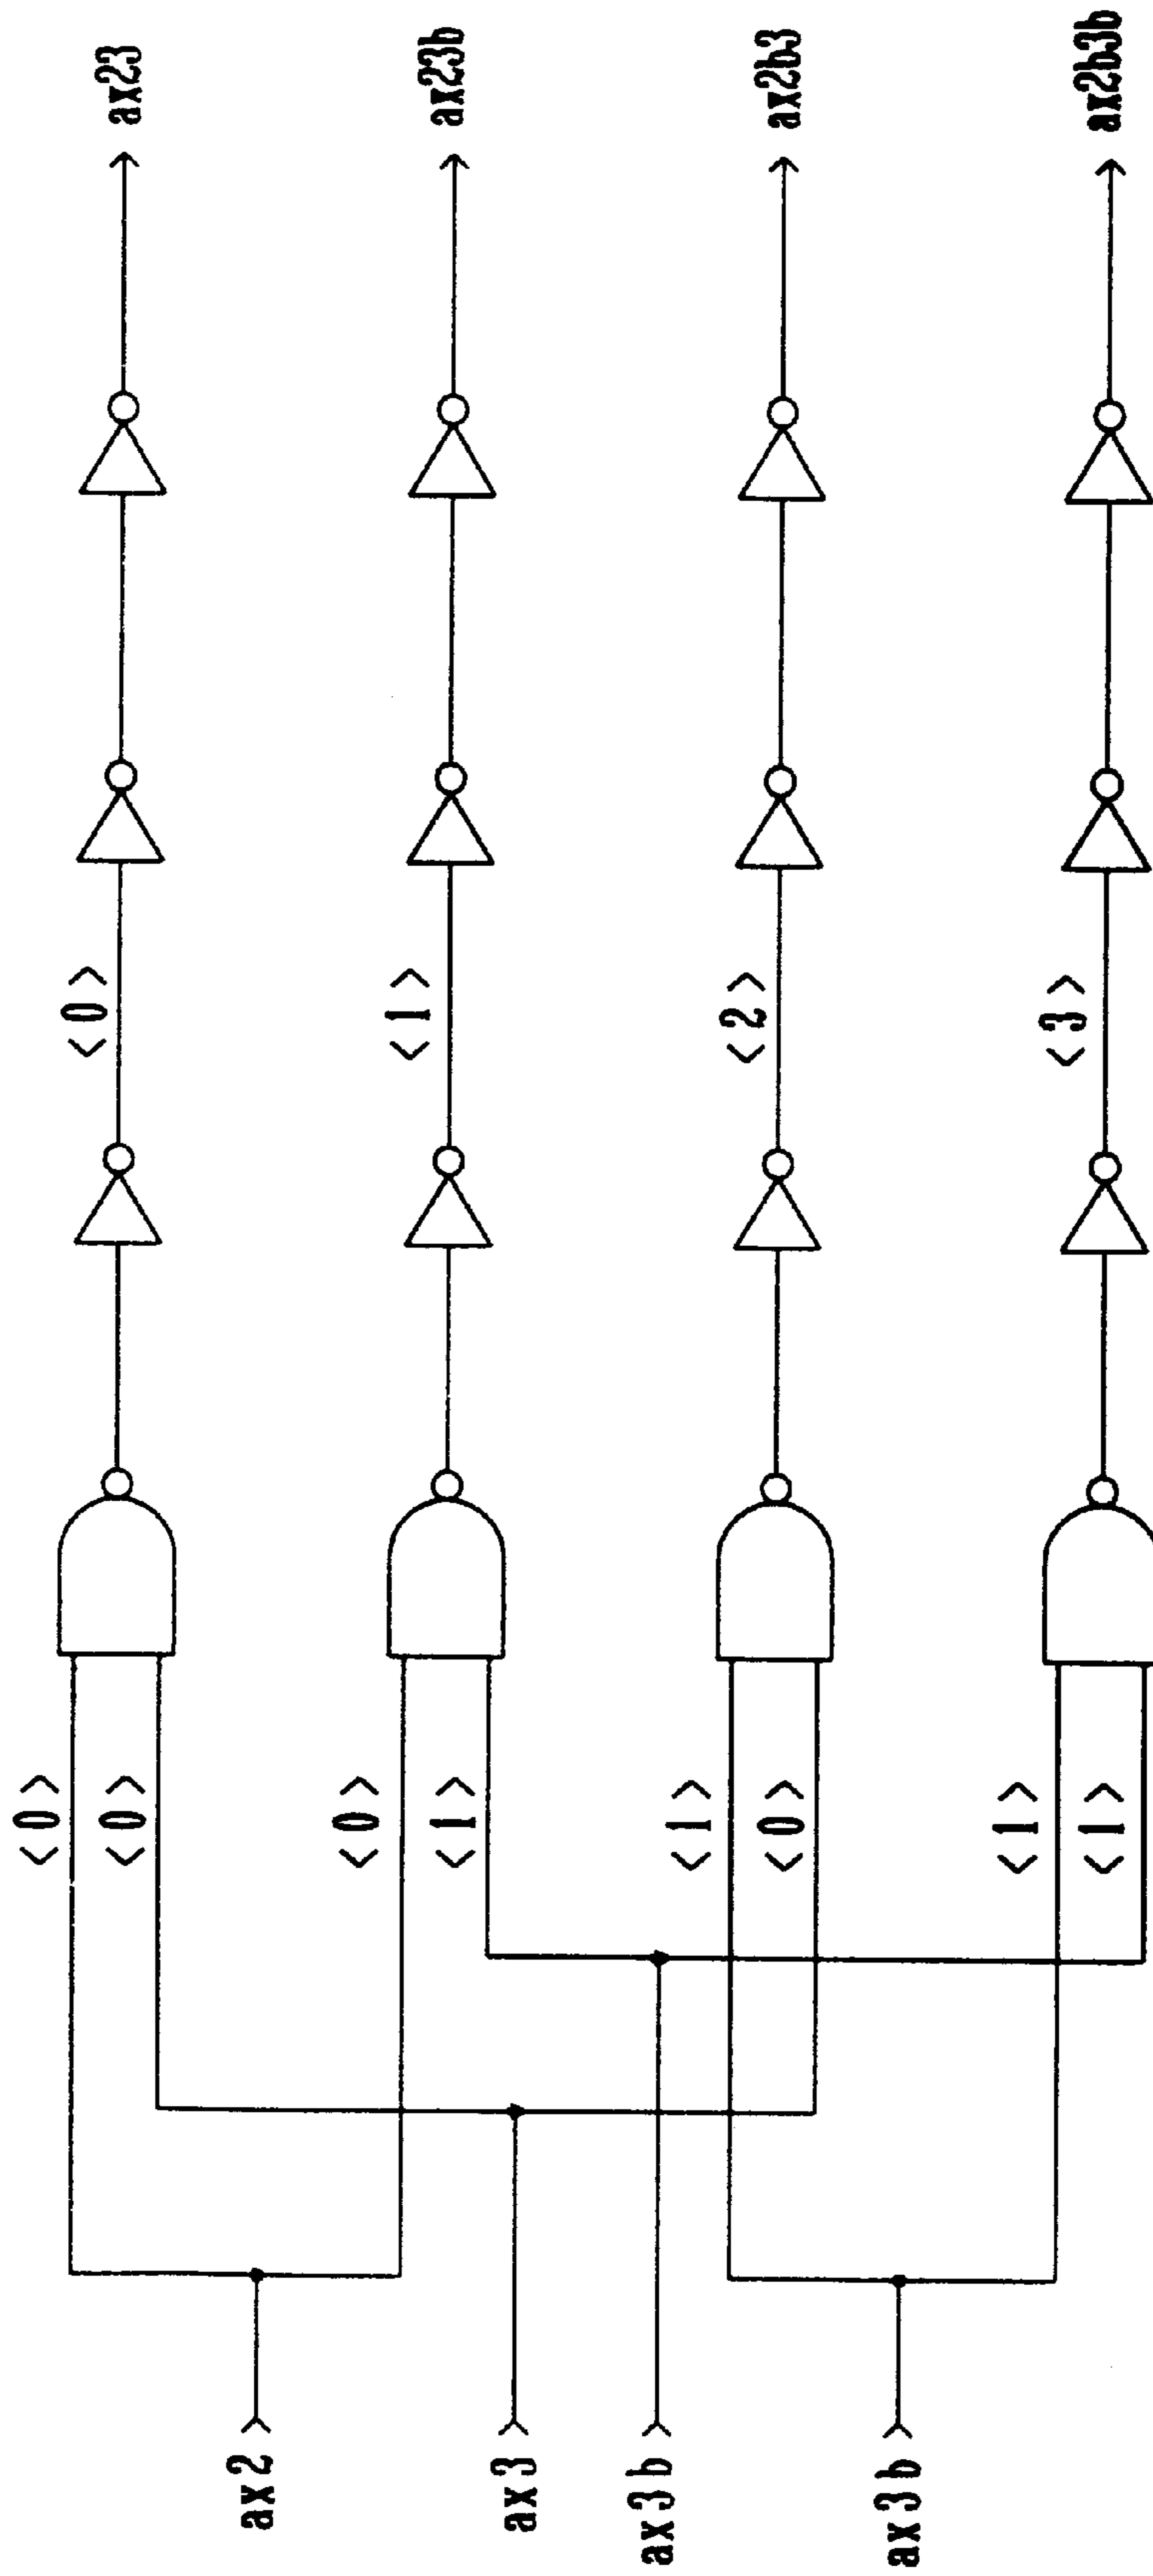 ax23
ax23b
ax2b3
ax2b3b
<0>
<1>
<2>
<3>
<0>
<0>
<0>
<1>
<1>
<0>
<1>
<1>
ax2
ax3
ax3b
ax3b